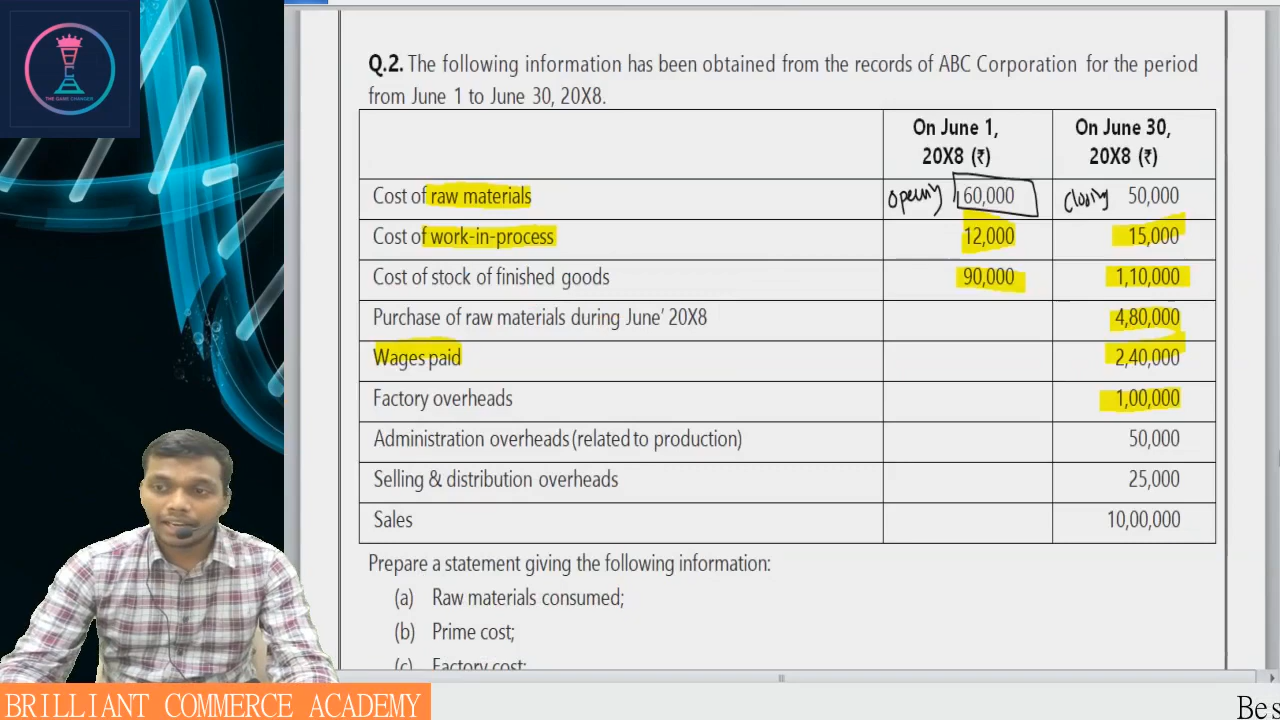 THE GAME CHANGER
Q.2. The following information has been obtained from the records of ABC Corporation for the period
from June 1 to June 30, 20X8.
On June 1, On June 30,
20X8 (₹) 20X8 (₹)
Cost of raw materials opening 60,000 closing 50,000
Cost of work-in-process 12,000 15,000
Cost of stock of finished goods 90,000 1,10,000
Purchase of raw materials during June' 20X8 4,80,000
Wages paid 2,40,000
Factory overheads 1,00,000
Administration overheads (related to production) 50,000
Selling & distribution overheads 25,000
Sales 10,00,000
Prepare a statement giving the following information:
(a) Raw materials consumed;
(b) Prime cost;
(c) Factory cost;
BRILLIANT COMMERCE ACADEMY
Bes